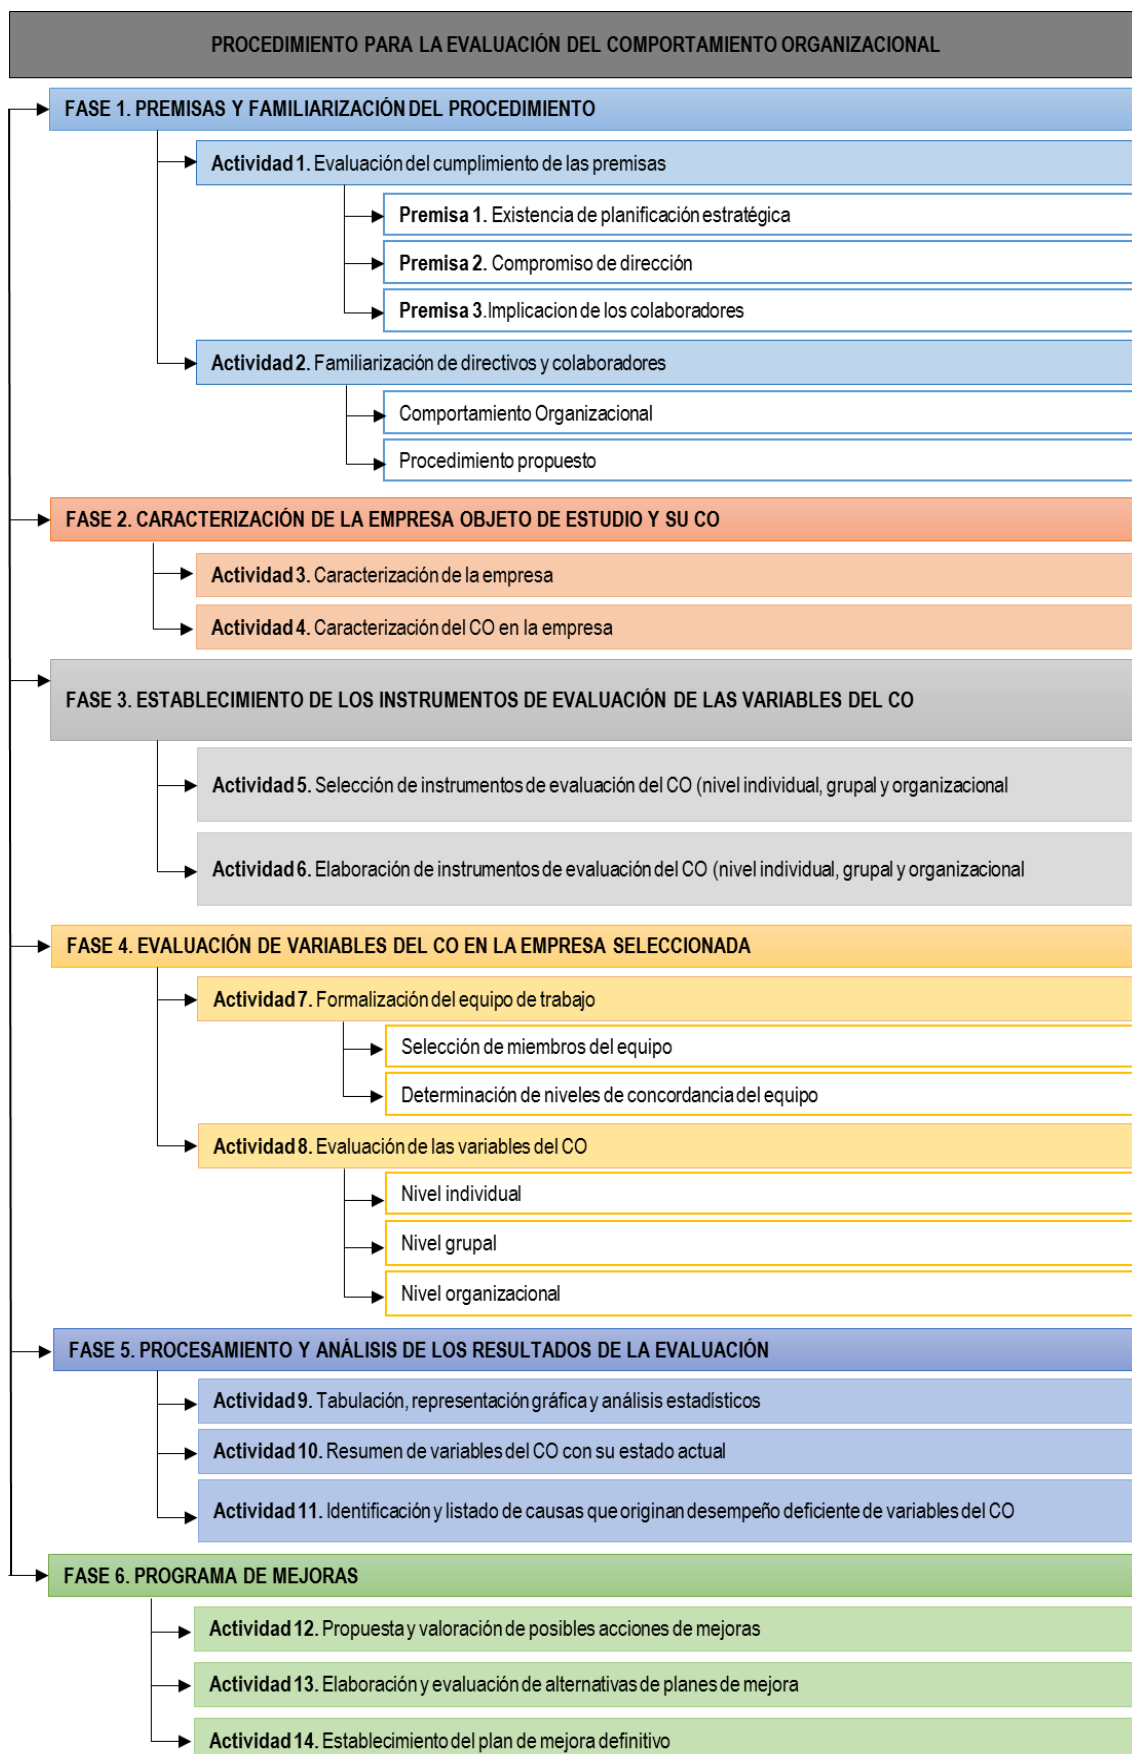 PROCEDIMIENTO PARA LA EVALUACIÓN DEL COMPORTAMIENTO ORGANIZACIONAL
FASE 1. PREMISAS Y FAMILIARIZACIÓN DEL PROCEDIMIENTO
Actividad 1. Evaluación del cumplimiento de las premisas
Premisa 1. Existencia de planificación estratégica
Premisa 2. Compromiso de dirección
Premisa 3.Implicacion de los colaboradores
Actividad 2. Familiarización de directivos y colaboradores
Comportamiento Organizacional
Procedimiento propuesto
FASE 2. CARACTERIZACIÓN DE LA EMPRESA OBJETO DE ESTUDIO Y SU CO
Actividad 3. Caracterización de la empresa
Actividad 4. Caracterización del CO en la empresa
FASE 3. ESTABLECIMIENTO DE LOS INSTRUMENTOS DE EVALUACIÓN DE LAS VARIABLES DEL CO
Actividad 5. Selección de instrumentos de evaluación del CO (nivel individual, grupal y organizacional
Actividad 6. Elaboración de instrumentos de evaluación del CO (nivel individual, grupal y organizacional
FASE 4. EVALUACIÓN DE VARIABLES DEL CO EN LA EMPRESA SELECCIONADA
Actividad 7. Formalización del equipo de trabajo
Selección de miembros del equipo
Determinación de niveles de concordancia del equipo
Actividad 8. Evaluación de las variables del CO
Nivel individual
Nivel grupal
Nivel organizacional
FASE 5. PROCESAMIENTO Y ANÁLISIS DE LOS RESULTADOS DE LA EVALUACIÓN
Actividad 9. Tabulación, representación gráfica y análisis estadísticos
Actividad 10. Resumen de variables del CO con su estado actual
Actividad 11. Identificación y listado de causas que originan desempeño deficiente de variables del CO
FASE 6. PROGRAMA DE MEJORAS
Actividad 12. Propuesta y valoración de posibles acciones de mejoras
Actividad 13. Elaboración y evaluación de alternativas de planes de mejora
Actividad 14. Establecimiento del plan de mejora definitivo